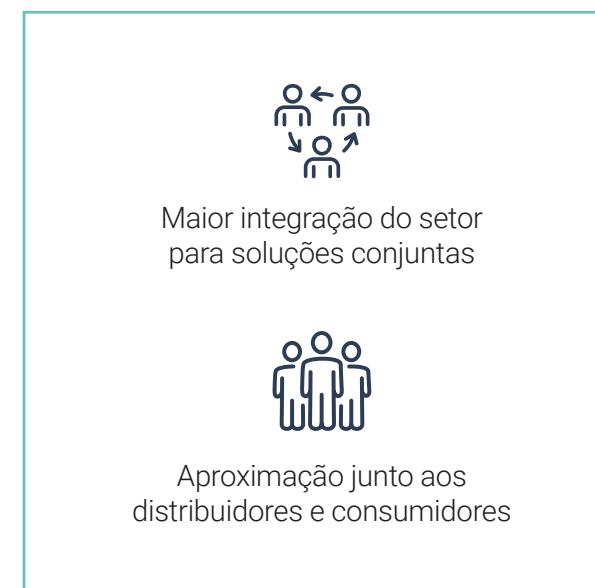 Maior integração do setor
para soluções conjuntas
Aproximação junto aos
distribuidores e consumidores